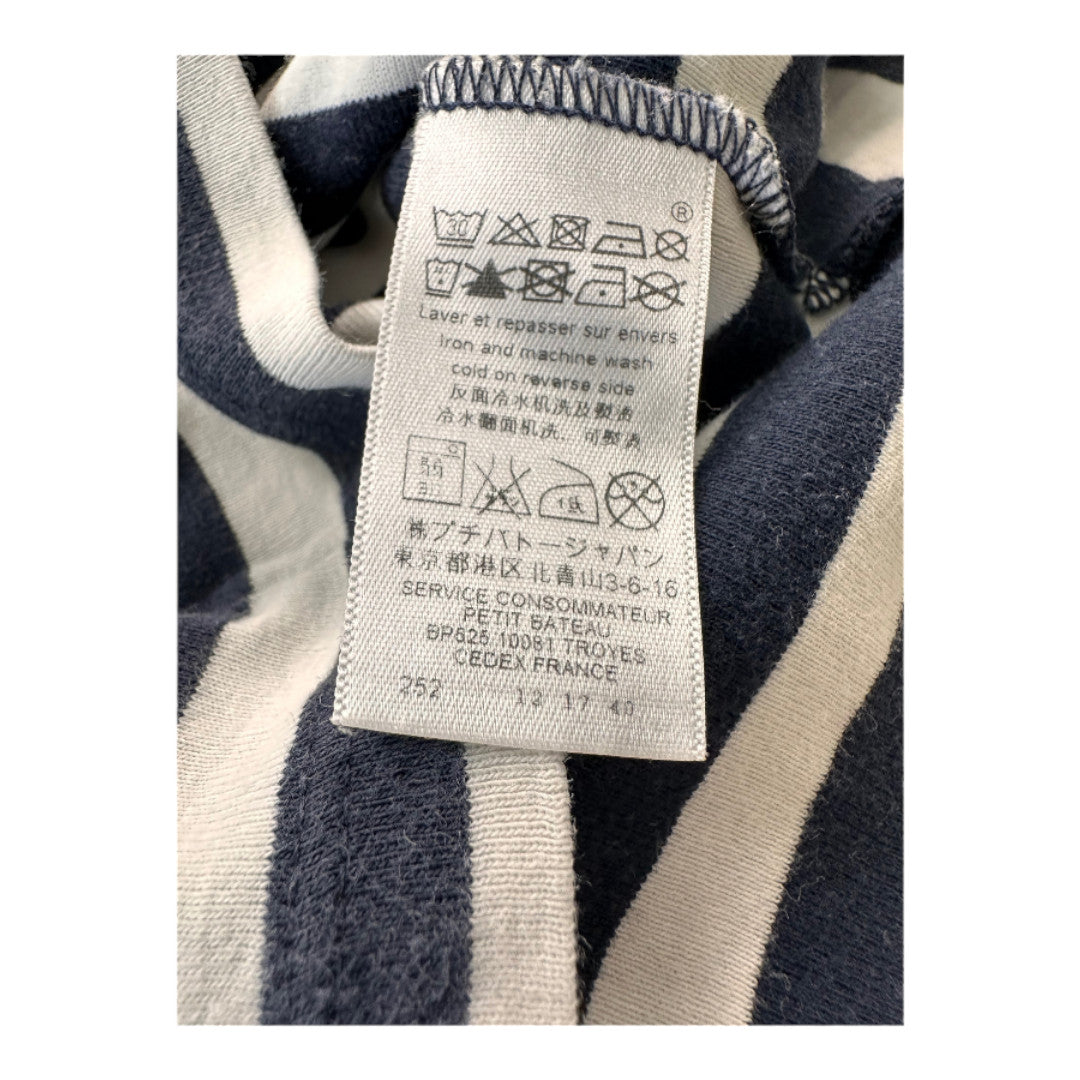 ®
30
Laver et repasser sur envers
Iron and machine wash
cold on reverse side
反面冷水机洗及熨烫
冷水翻面机洗，可熨烫
㈱プチバトージャパン
東京都港区北青山3-6-16
SERVICE CONSOMMATEUR
PETIT BATEAU
BP525 10081 TROYES
CEDEX FRANCE
252 12 17 40